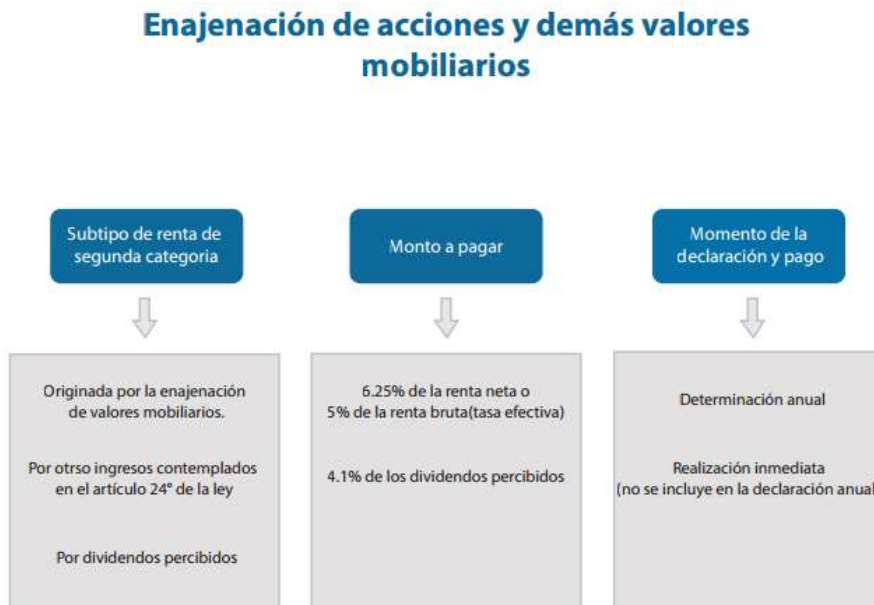 Enajenación de acciones y demás valores
mobiliarios
Subtipo de renta de
segunda categoria
Originada por la enajenación
de valores mobiliarios.
Por otrso ingresos contemplados
en el artículo 24° de la ley
Por dividendos percibidos
Monto a pagar
6.25% de la renta neta o
5% de la renta bruta(tasa efectiva)
4.1% de los dividendos percibidos
Momento de la
declaración y pago
Determinación anual
Realización inmediata
(no se incluye en la declaración anual